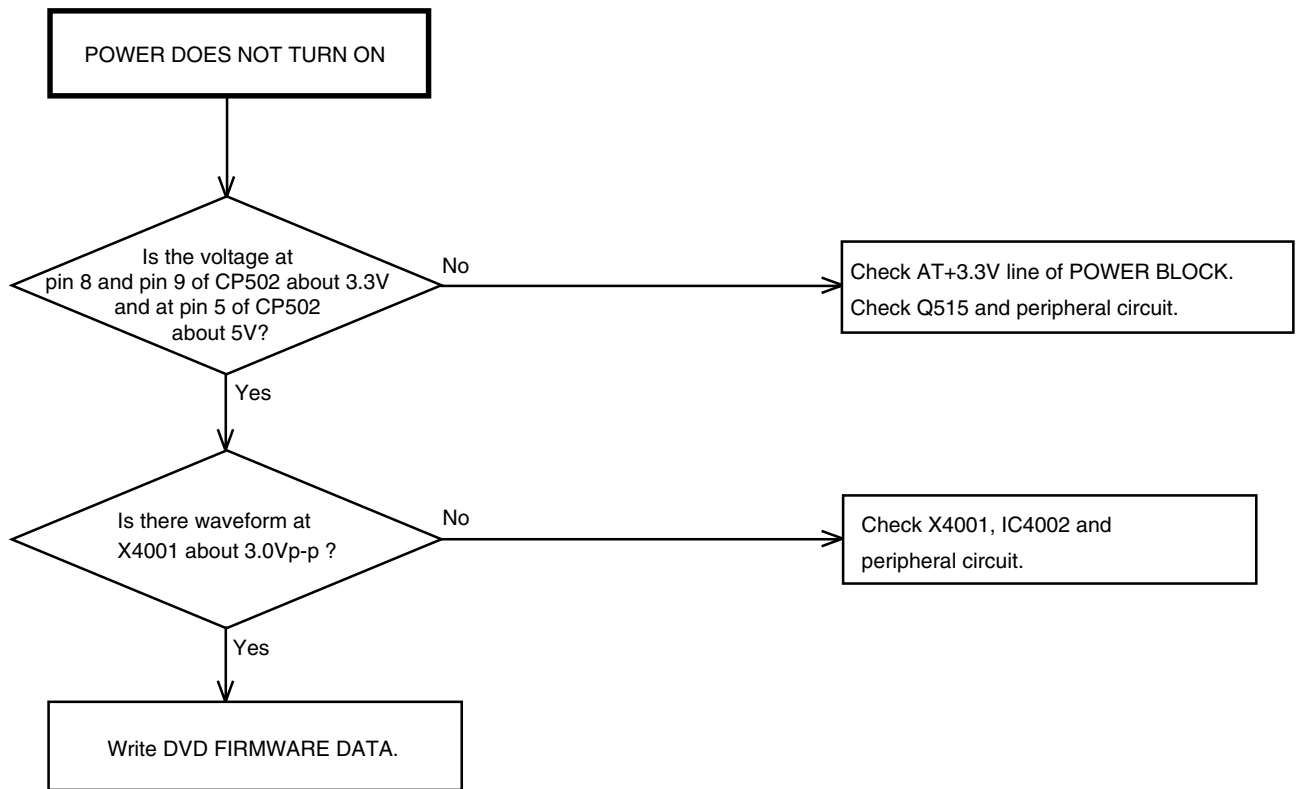 POWER DOES NOT TURN ON
Is the voltage at
pin 8 and pin 9 of CP502 about 3.3V
and at pin 5 of CP502
about 5V?
No
Check AT+3.3V line of POWER BLOCK.
Check Q515 and peripheral circuit.
Yes
Is there waveform at
X4001 about 3.0Vp-p ?
No
Check X4001, IC4002 and
peripheral circuit.
Yes
Write DVD FIRMWARE DATA.